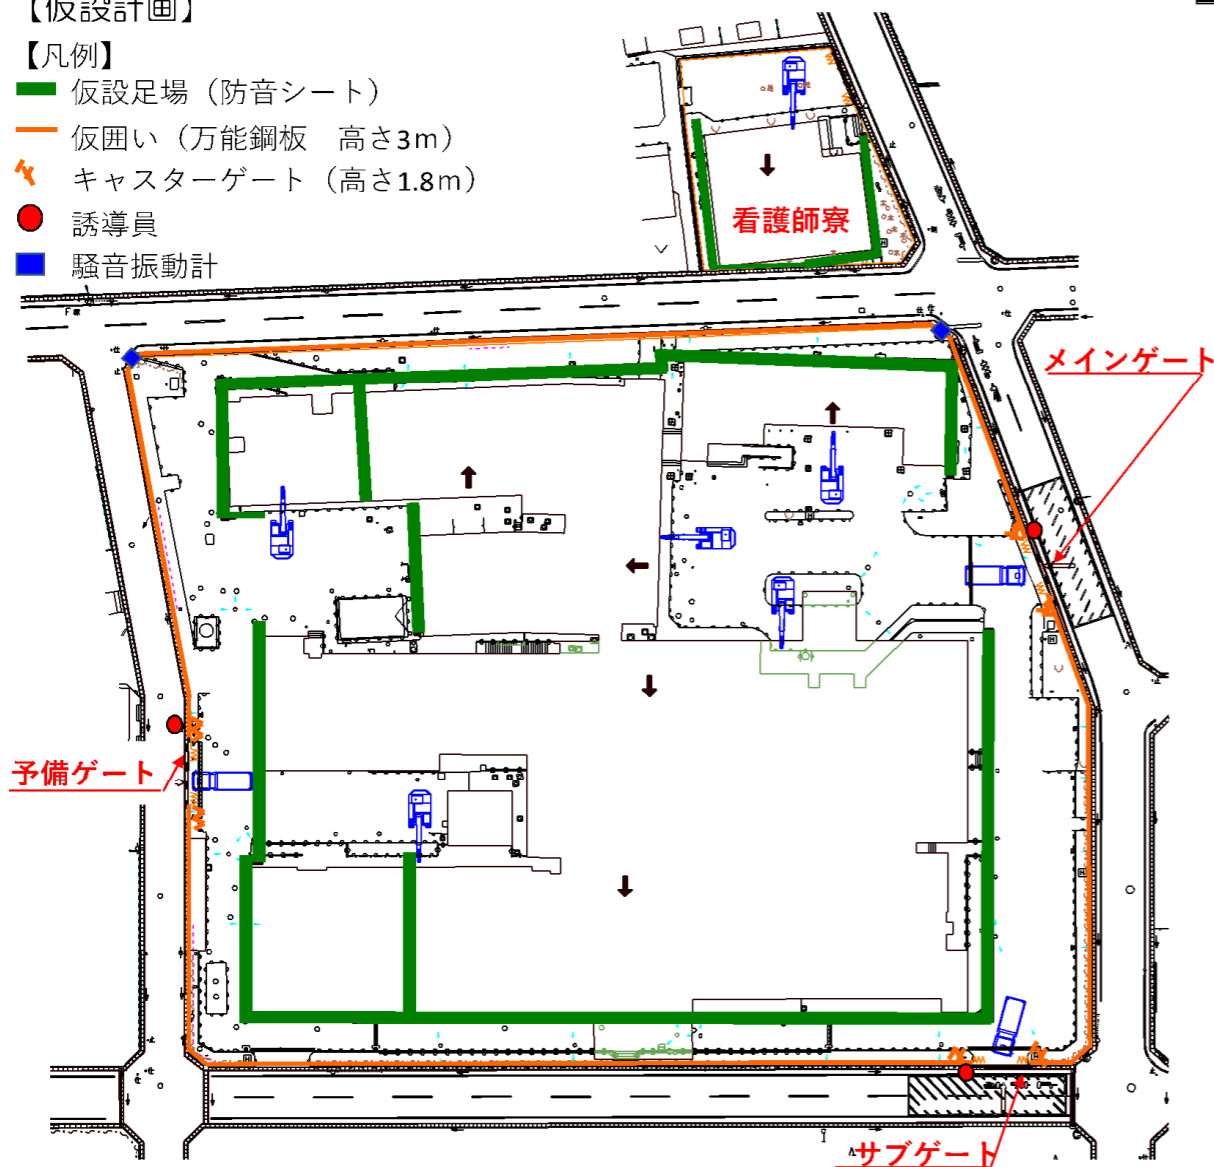 【仮設計画】
【凡例】
仮設足場（防音シート）
仮囲い（万能鋼板　高さ3ｍ）
キャスターゲート（高さ1.8ｍ）
誘導員
騒音振動計
看護師寮
メインゲート
予備ゲート
サブゲート